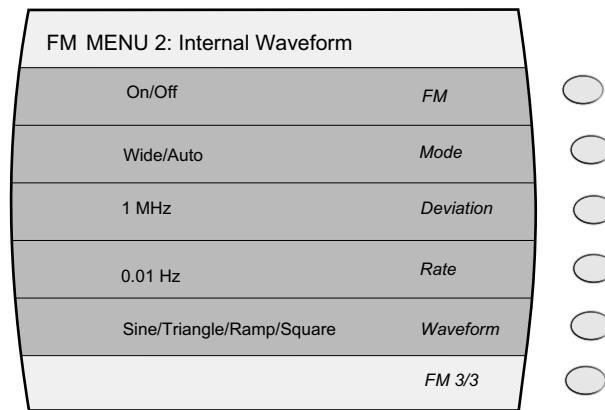 FM MENU 2: Internal Waveform
On/Off FM
Wide/Auto Mode
1 MHz Deviation
0.01 Hz Rate
Sine/Triangle/Ramp/Square Waveform
FM 3/3